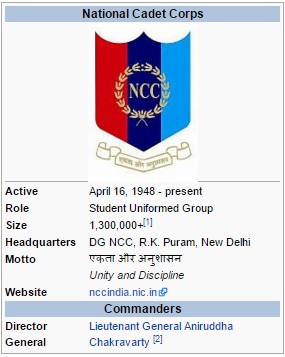 National Cadet Corps
NCC
एकता और अनुशासन
Active April 16, 1948 - present
Role Student Uniformed Group
Size 1,300,000+[1]
Headquarters DG NCC, R.K. Puram, New Delhi
Motto एकता और अनुशासन
Unity and Discipline
Website nccindia.nic.in
Commanders
Director Lieutenant General Aniruddha
General Chakravarty [2]